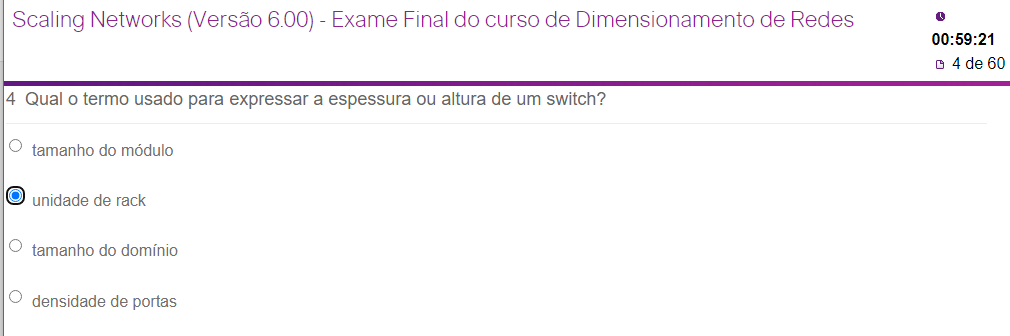 Scaling Networks (Versão 6.00) - Exame Final do curso de Dimensionamento de Redes
00:59:21
4 de 60
4 Qual o termo usado para expressar a espessura ou altura de um switch?
tamanho do módulo
unidade de rack
tamanho do domínio
densidade de portas